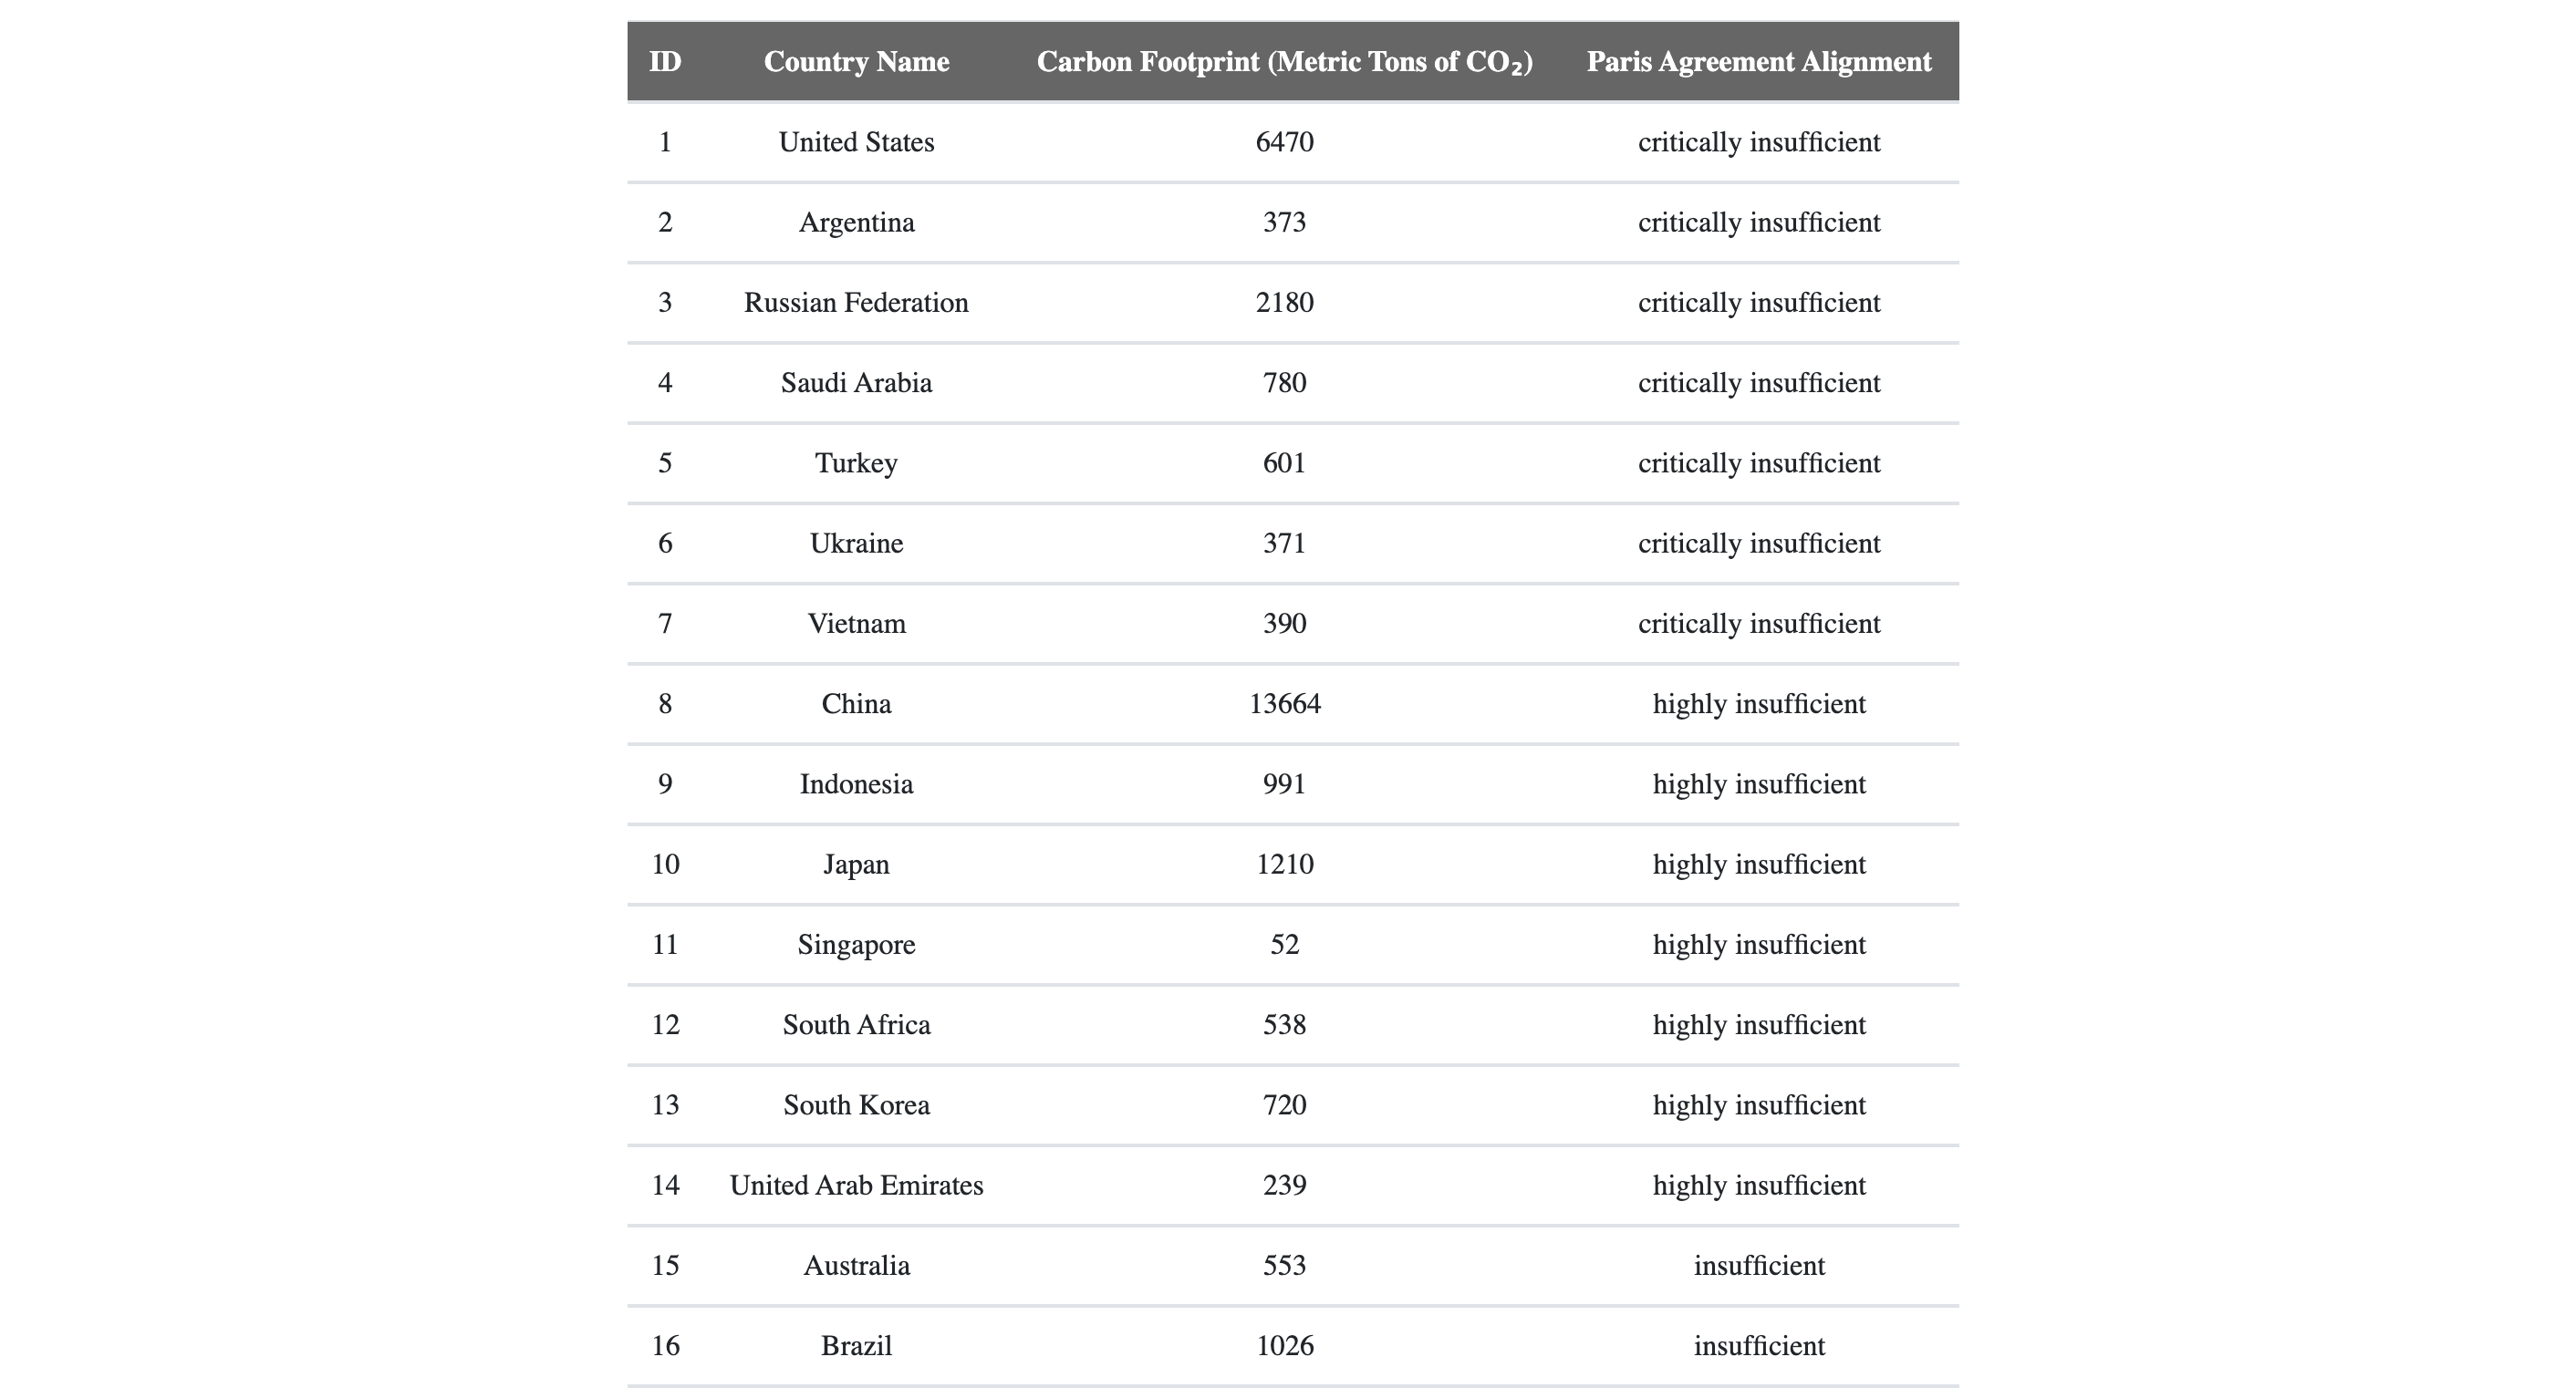 ID Country Name Carbon Footprint (Metric Tons of CO₂) Paris Agreement Alignment
1 United States 6470 critically insufficient
2 Argentina 373 critically insufficient
3 Russian Federation 2180 critically insufficient
4 Saudi Arabia 780 critically insufficient
5 Turkey 601 critically insufficient
6 Ukraine 371 critically insufficient
7 Vietnam 390 critically insufficient
8 China 13664 highly insufficient
9 Indonesia 991 highly insufficient
10 Japan 1210 highly insufficient
11 Singapore 52 highly insufficient
12 South Africa 538 highly insufficient
13 South Korea 720 highly insufficient
14 United Arab Emirates 239 highly insufficient
15 Australia 553 insufficient
16 Brazil 1026 insufficient